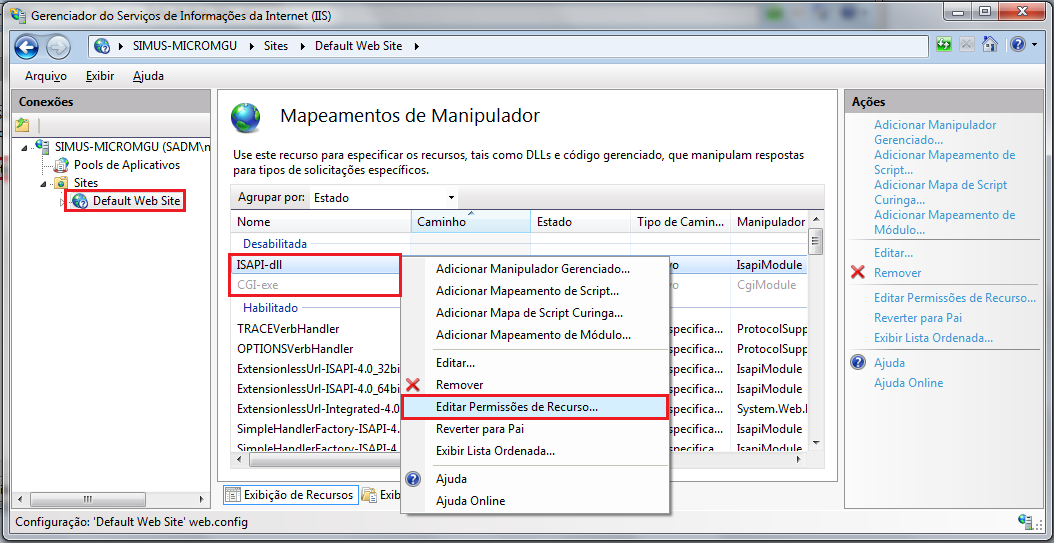 Gerenciador do Serviços de Informações da Internet (IIS)
SIMUS-MICROMGU
Sites
Default Web Site
Arquivo
Exibir
Ajuda
Conexões
SIMUS-MICROMGU (SADM\
Pools de Aplicativos
Sites
Default Web Site
Mapeamentos de Manipulador
Use este recurso para especificar os recursos, tais como DLLs e código gerenciado, que manipulam respostas
para tipos de solicitações específicos.
Agrupar por: Estado
Nome Caminho Estado Tipo de Camin... Manipulador
Desabilitada
ISAPI-dll vo IsapiModule
CGI-exe vo CgiModule
Habilitado
TRACEVerbHandler specifica... ProtocolSupp
OPTIONSVerbHandler specifica... ProtocolSupp
ExtensionlessUrl-ISAPI-4.0_32bi specifica... IsapiModule
ExtensionlessUrl-ISAPI-4.0_64bi specifica... IsapiModule
ExtensionlessUrl-Integrated-4.0 specifica... System.Web.
SimpleHandlerFactory-ISAPI-4. specifica... IsapiModule
SimpleHandlerFactory-ISAPI-4. specifica... IsapiModule
Adicionar Manipulador Gerenciado...
Adicionar Mapeamento de Script...
Adicionar Mapa de Script Curinga...
Adicionar Mapeamento de Módulo...
Editar...
Remover
Editar Permissões de Recurso...
Reverter para Pai
Exibir Lista Ordenada...
Ajuda
Ajuda Online
Exibição de Recursos
Exib
Ações
Adicionar Manipulador
Gerenciado...
Adicionar Mapeamento de
Script...
Adicionar Mapa de Script
Curinga...
Adicionar Mapeamento de
Módulo...
Editar...
Remover
Editar Permissões de Recurso...
Reverter para Pai
Exibir Lista Ordenada...
Ajuda
Ajuda Online
Configuração: 'Default Web Site' web.config